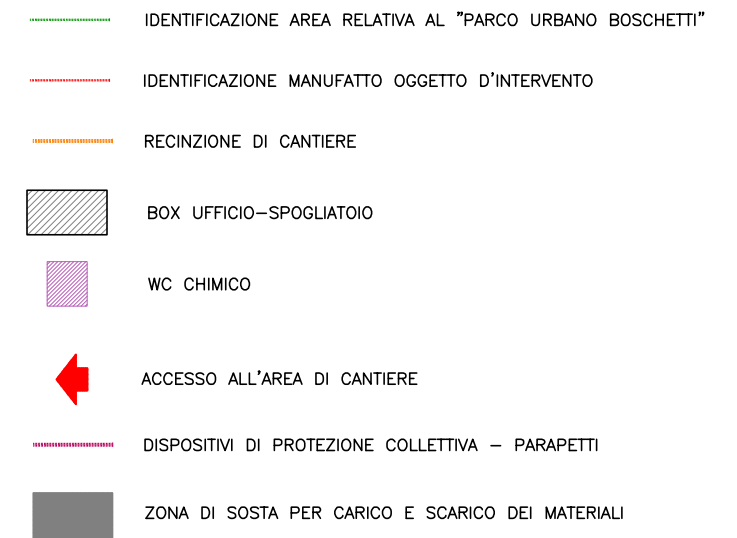 IDENTIFICAZIONE AREA RELATIVA AL "PARCO URBANO BOSCHETTI"
IDENTIFICAZIONE MANUFATTO OGGETTO D'INTERVENTO
RECINZIONE DI CANTIERE
BOX UFFICIO-SPOGLIATOIO
WC CHIMICO
ACCESSO ALL'AREA DI CANTIERE
DISPOSITIVI DI PROTEZIONE COLLETTIVA - PARAPETTI
ZONA DI SOSTA PER CARICO E SCARICO DEI MATERIALI